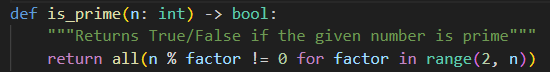 def is_prime(n: int) -> bool:
    """Returns True/False if the given number is prime"""
    return all(n % factor != 0 for factor in range(2, n))